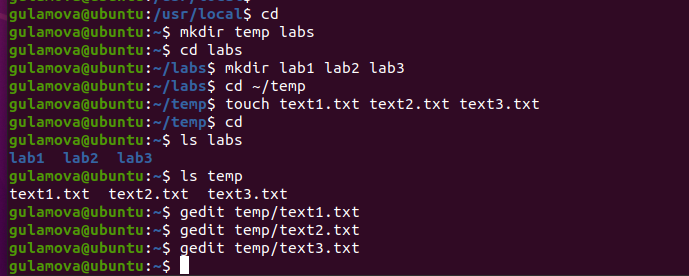 gulamova@ubuntu:/usr/local$ cd
gulamova@ubuntu:~$ mkdir temp labs
gulamova@ubuntu:~$ cd labs
gulamova@ubuntu:~/labs$ mkdir lab1 lab2 lab3
gulamova@ubuntu:~/labs$ cd ~/temp
gulamova@ubuntu:~/temp$ touch text1.txt text2.txt text3.txt
gulamova@ubuntu:~/temp$ cd
gulamova@ubuntu:~$ ls labs
lab1  lab2  lab3
gulamova@ubuntu:~$ ls temp
text1.txt  text2.txt  text3.txt
gulamova@ubuntu:~$ gedit temp/text1.txt
gulamova@ubuntu:~$ gedit temp/text2.txt
gulamova@ubuntu:~$ gedit temp/text3.txt
gulamova@ubuntu:~$